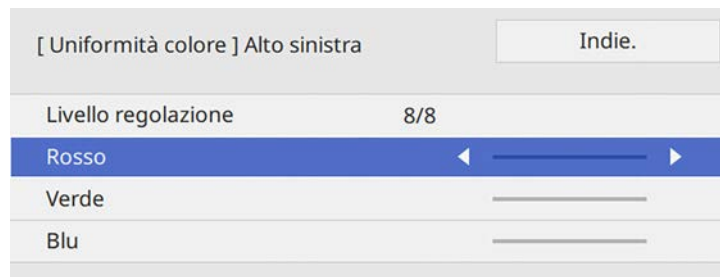 [ Uniformità colore ] Alto sinistra
Indie.
Livello regolazione 8/8
Rosso
Verde
Blu